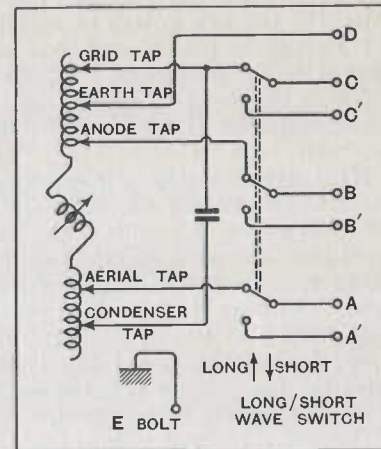 GRID TAP
D
EARTH TAP
C
C'
ANODE TAP
B
B'
AERIAL TAP
A
CONDENSER
TAP
A'
LONG SHORT
E BOLT
LONG/SHORT
WAVE SWITCH